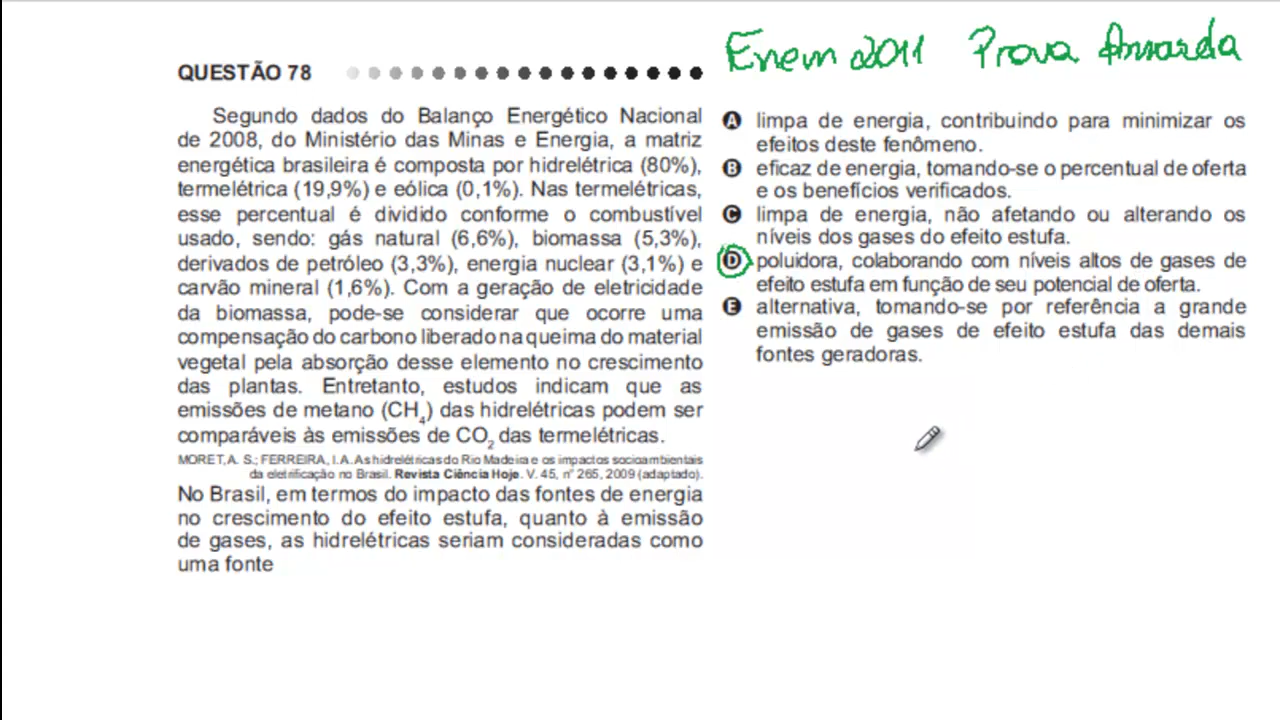 Enem 2011 Prova Amarela
QUESTÃO 78
Segundo dados do Balanço Energético Nacional
de 2008, do Ministério das Minas e Energia, a matriz
energética brasileira é composta por hidrelétrica (80%),
termelétrica (19,9%) e eólica (0,1%). Nas termelétricas,
esse percentual é dividido conforme o combustível
usado, sendo: gás natural (6,6%), biomassa (5,3%),
derivados de petróleo (3,3%), energia nuclear (3,1%) e
carvão mineral (1,6%). Com a geração de eletricidade
da biomassa, pode-se considerar que ocorre uma
compensação do carbono liberado na queima do material
vegetal pela absorção desse elemento no crescimento
das plantas. Entretanto, estudos indicam que as
emissões de metano (CH₄) das hidrelétricas podem ser
comparáveis às emissões de CO₂ das termelétricas.
MORET, A. S.; FERREIRA, I. A. As hidrelétricas do Rio Madeira e os impactos socioambientais
da eletrificação no Brasil. Revista Ciência Hoje. V. 45, n° 265, 2009 (adaptado).
No Brasil, em termos do impacto das fontes de energia
no crescimento do efeito estufa, quanto à emissão
de gases, as hidrelétricas seriam consideradas como
uma fonte
A limpa de energia, contribuindo para minimizar os
efeitos deste fenômeno.
B eficaz de energia, tomando-se o percentual de oferta
e os benefícios verificados.
C limpa de energia, não afetando ou alterando os
níveis dos gases do efeito estufa.
D poluidora, colaborando com níveis altos de gases de
efeito estufa em função de seu potencial de oferta.
E alternativa, tomando-se por referência a grande
emissão de gases de efeito estufa das demais
fontes geradoras.